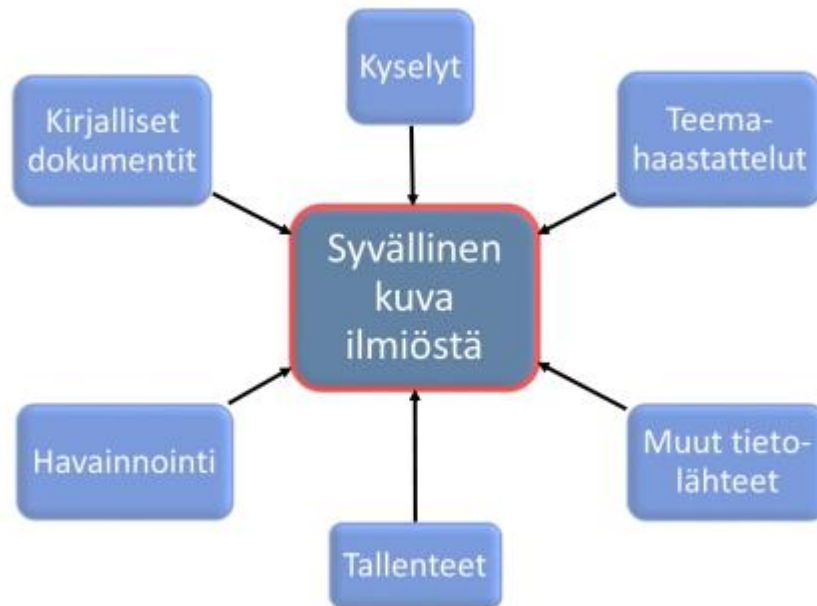 Kyselyt
Kirjalliset
dokumentit
Teema-
haastattelut
Syvällinen
kuva
ilmiöstä
Havainnointi
Muut tieto-
lähteet
Tallenteet